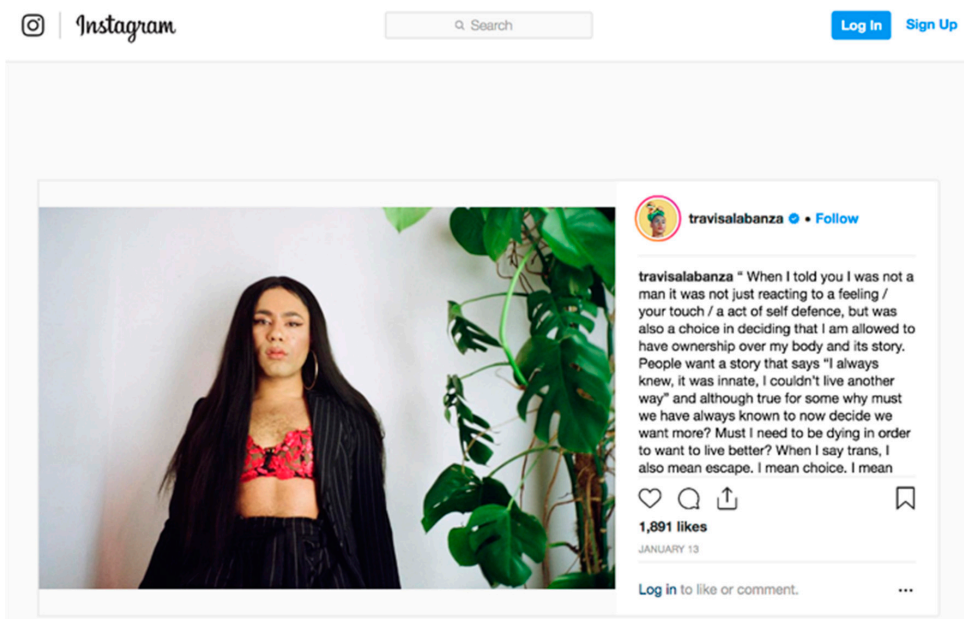 Instagram
Search
Log In
Sign Up
travisalabanza • Follow
travisalabanza “ When I told you I was not a
man it was not just reacting to a feeling /
your touch / a act of self defence, but was
also a choice in deciding that I am allowed to
have ownership over my body and its story.
People want a story that says “I always
knew, it was innate, I couldn't live another
way” and although true for some why must
we have always known to now decide we
want more? Must I need to be dying in order
to want to live better? When I say trans, I
also mean escape. I mean choice. I mean
1,891 likes
JANUARY 13
Log in to like or comment.